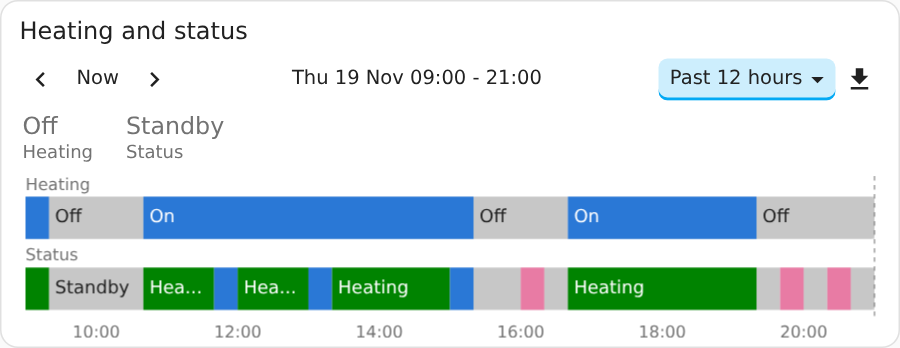 Heating and status
Now Thu 19 Nov 09:00 - 21:00 Past 12 hours
Off Standby
Heating Status
Heating
Off On Off On Off
Status
Standby Hea... Hea... Heating Heating
10:00 12:00 14:00 16:00 18:00 20:00